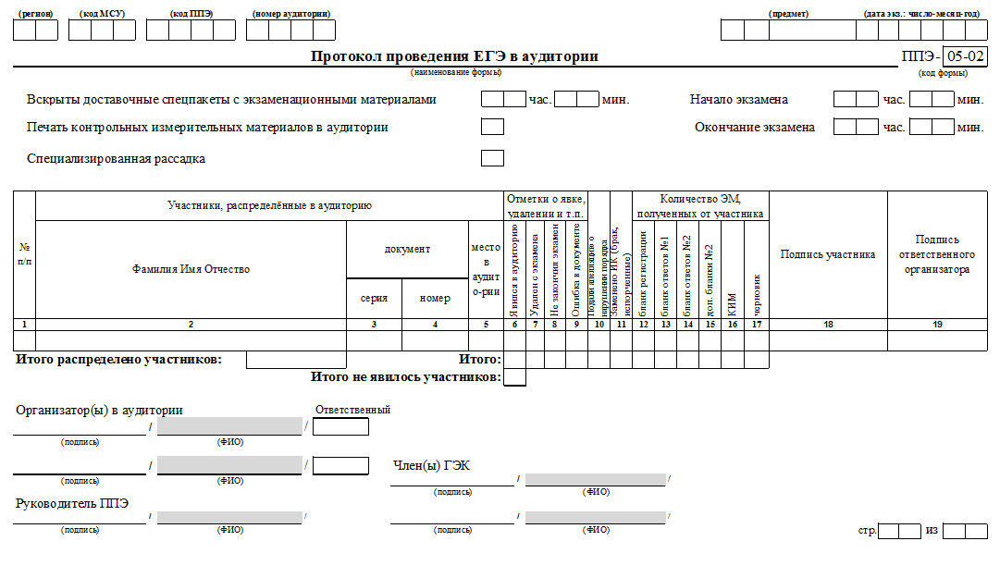 (регион) (код МСУ) (код ППЭ) (номер аудитории) (предмет) (дата экз.: число-месяц-год)
Протокол проведения ЕГЭ в аудитории ППЭ - 05-02
(наименование формы) (код формы)
Вскрыты доставочные спецпакеты с экзаменационными материалами час. мин. Начало экзамена час. мин.
Печать контрольных измерительных материалов в аудитории Окончание экзамена час. мин.
Специализированная рассадка
№ п/п
Участники, распределённые в аудиторию
Фамилия Имя Отчество
документ
серия
номер
место
в
аудит
о-рии
Отметки о явке,
удалении и т.п.
Явился в аудиторию
Удален с экзамена
Не закончил экзамен
Ошибка в документе
Подали апелляцию о
нарушении порядка
Заменено ИК (брак,
испорченные)
Количество ЭМ,
полученных от участника
бланк регистрации
бланк ответов №1
бланк ответов №2
доп. бланки №2
КИМ
черновик
Подпись участника
Подпись
ответственного
организатора
1 2 3 4 5 6 7 8 9 10 11 12 13 14 15 16 17 18 19
Итого распределено участников: Итого:
Итого не явилось участников:
Организатор(ы) в аудитории Ответственный
/ /
(подпись) (ФИО)
/ / Член(ы) ГЭК
(подпись) (ФИО) / /
(подпись) (ФИО)
Руководитель ППЭ
/ / / /
(подпись) (ФИО) (подпись) (ФИО) стр. из